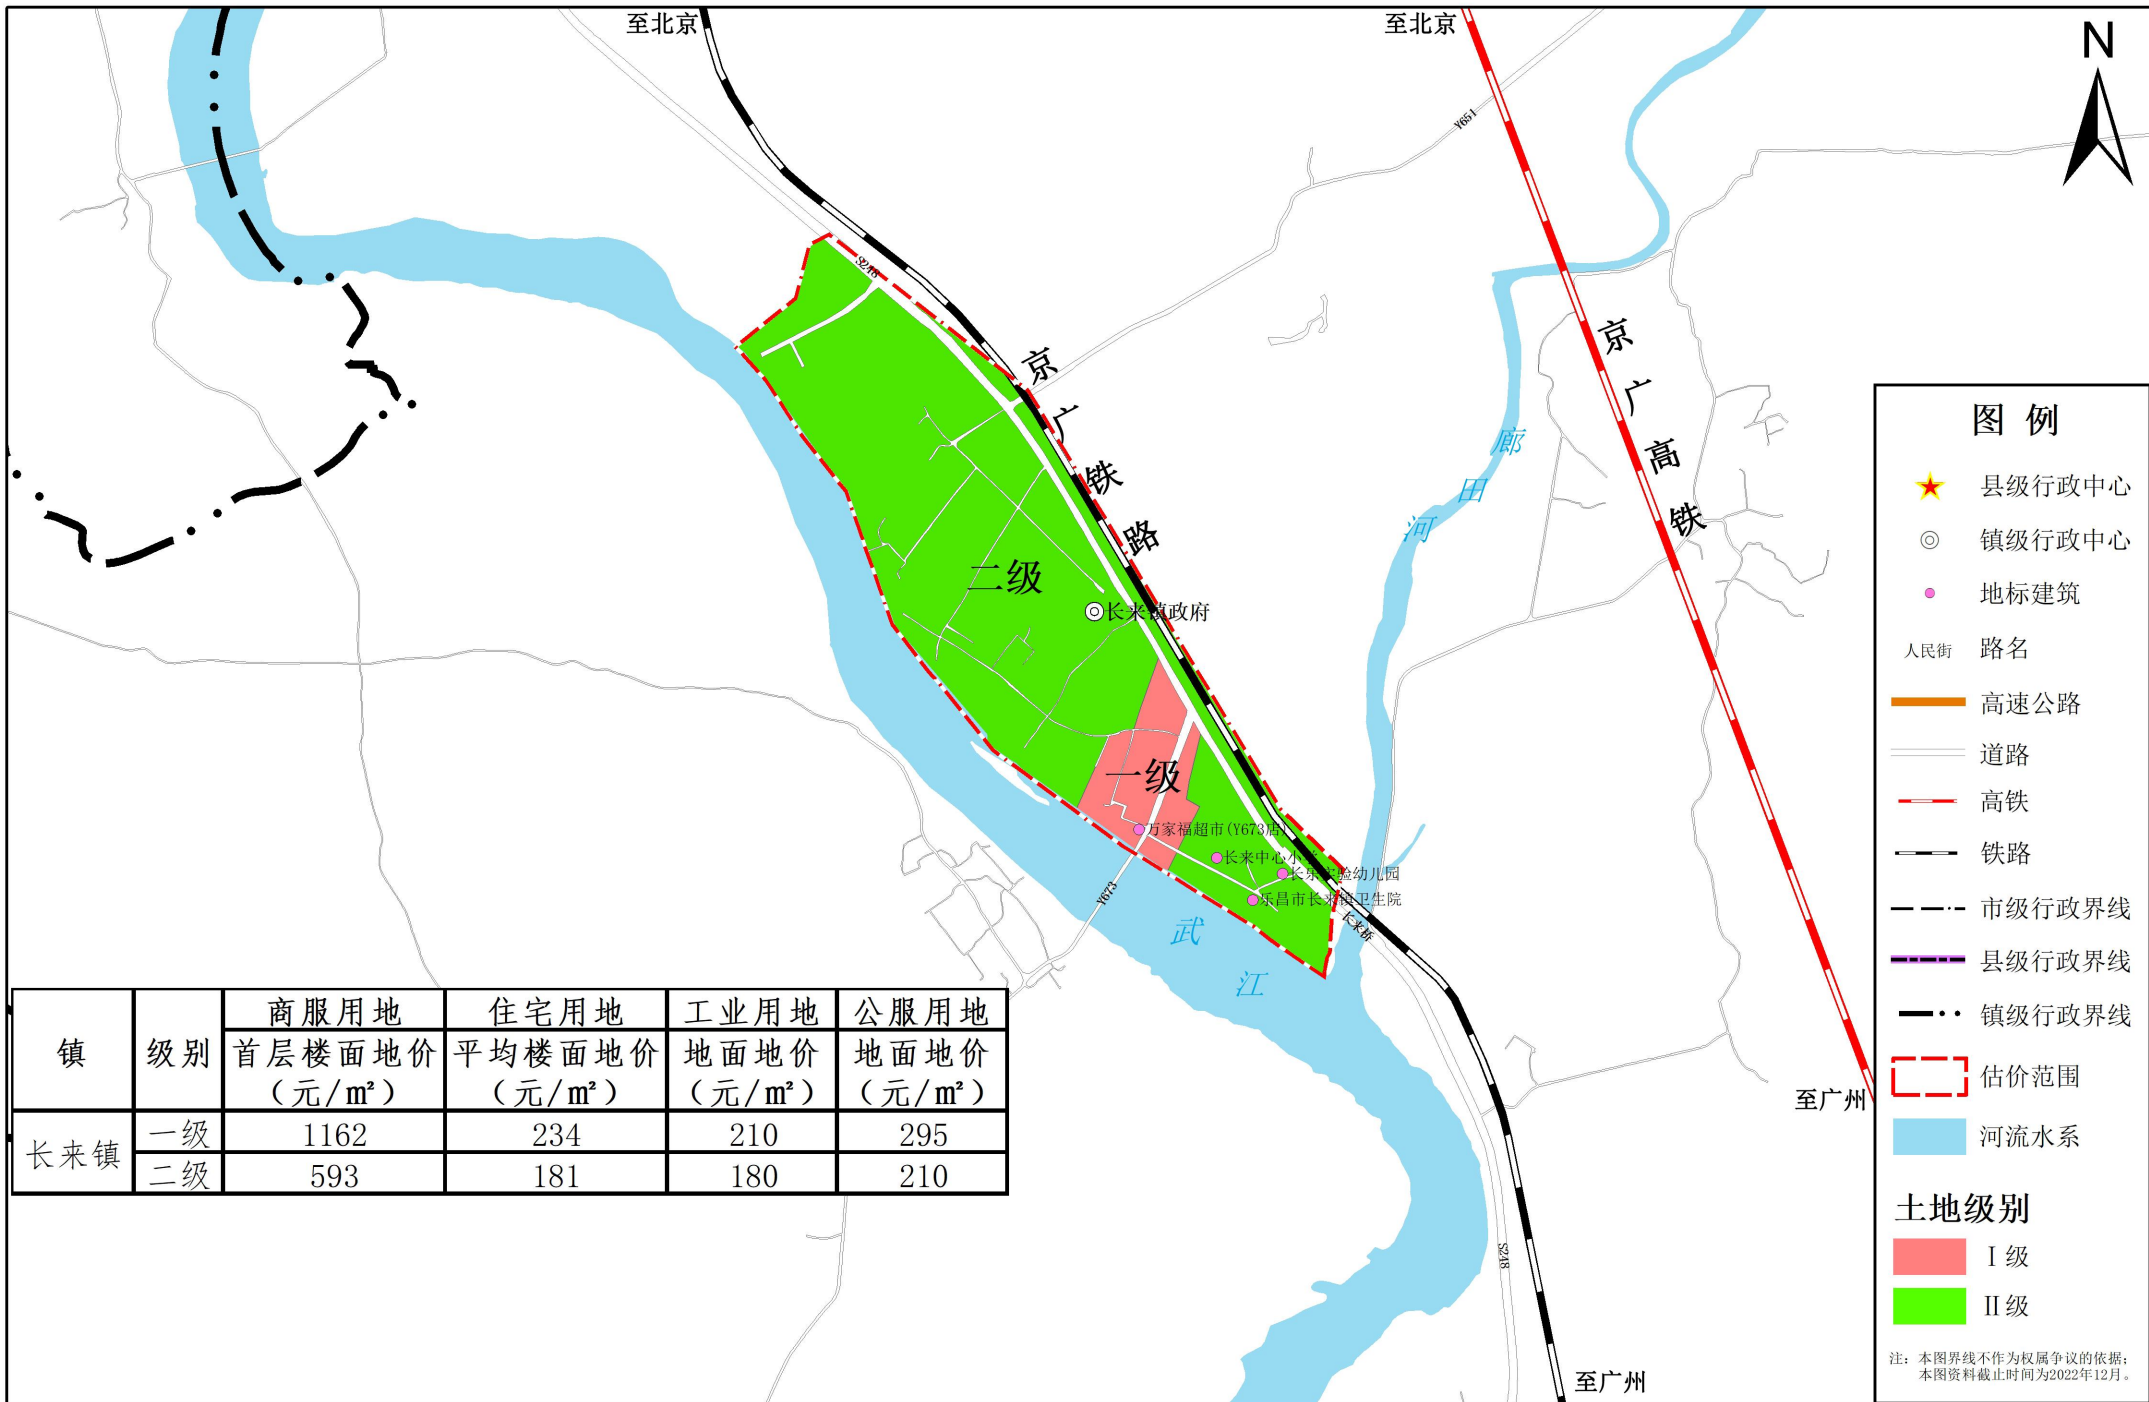 至北京
至北京
N
Y651
S248
京广铁路
京广高铁
廊田河
二级
长来镇政府
一级
万家福超市(Y673店)
长来中心小学
长乐实验幼儿园
乐昌市长来镇卫生院
Y673
长来桥
武江
S248
至广州
至广州
镇 级别 商服用地 住宅用地 工业用地 公服用地
首层楼面地价 平均楼面地价 地面地价 地面地价
（元/㎡） （元/㎡） （元/㎡） （元/㎡）
长来镇 一级 1162 234 210 295
二级 593 181 180 210
图 例
县级行政中心
镇级行政中心
地标建筑
人民街 路名
高速公路
道路
高铁
铁路
市级行政界线
县级行政界线
镇级行政界线
估价范围
河流水系
土地级别
Ⅰ级
Ⅱ级
注：本图界线不作为权属争议的依据；
本图资料截止时间为2022年12月。